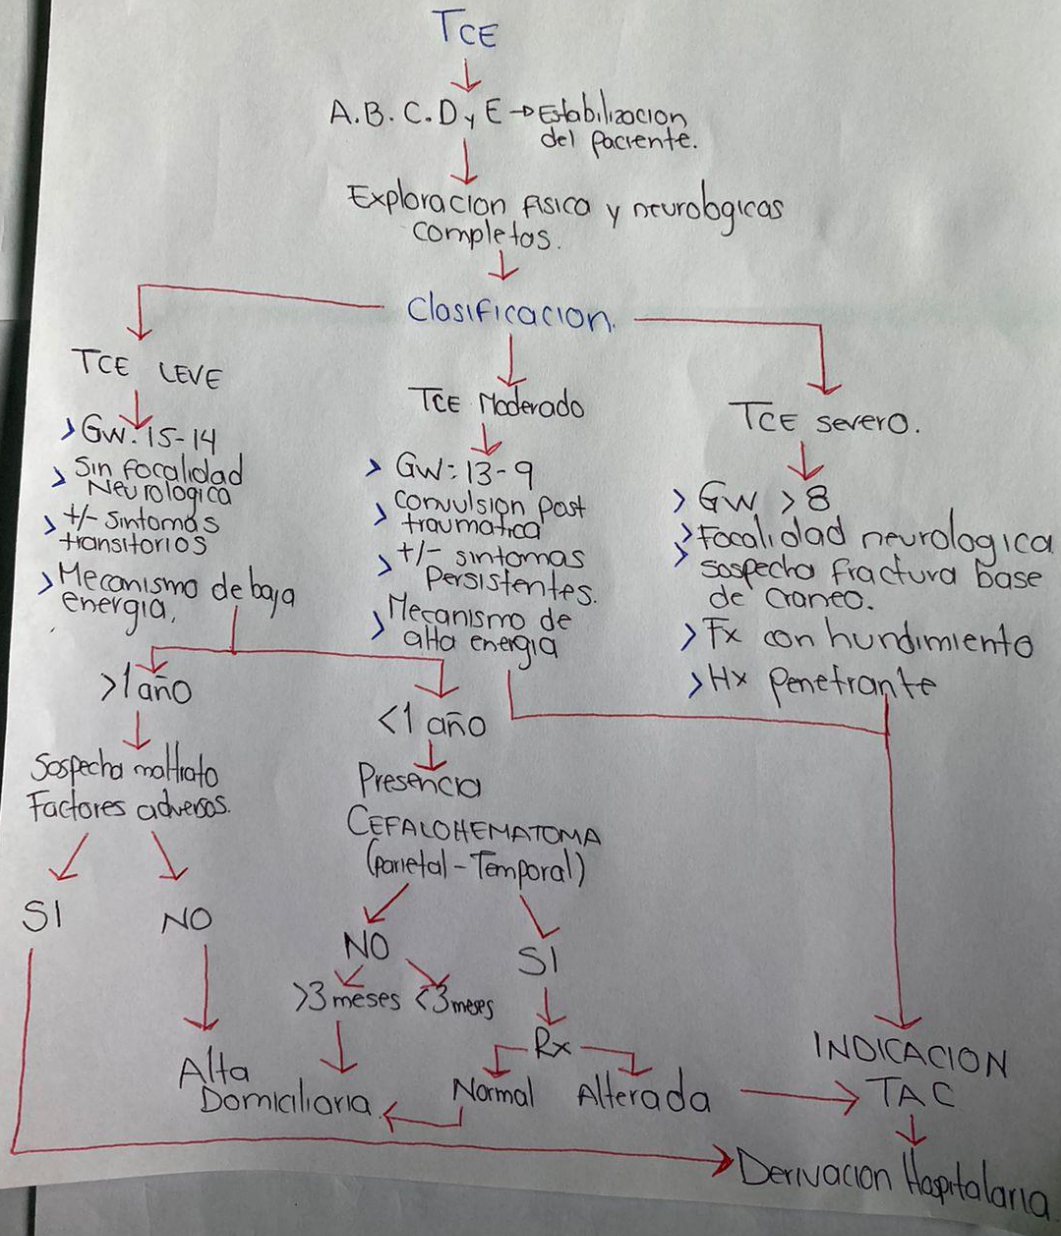 TCE
A.B.C.D y E → Estabilizacion
del paciente.
Exploracion fisica y neurologicas
completas.
Clasificacion.
TCE LEVE
> GW: 15-14
> Sin focalidad
Neurologica
> +/- Sintomas
transitorios
> Mecanismo de baja
energia,
TCE Moderado
> GW: 13-9
> Convulsion post
traumatica
> +/- sintomas
Persistentes.
> Mecanismo de
alta energia
TCE severo.
> GW >8
> Focalidad neurologica
> sospecha fractura base
de craneo.
> Fx con hundimiento
> Hx penetrante
>1 año
Sospecha maltrato
Factores adversos.
SI
NO
<1 año
Presencia
CEFALOHEMATOMA
(parietal-Temporal)
NO
SI
>3 meses
<3 meses
Rx
Normal
Alterada
Alta
Domiciliaria.
INDICACION
TAC
Derivacion Hospitalaria.